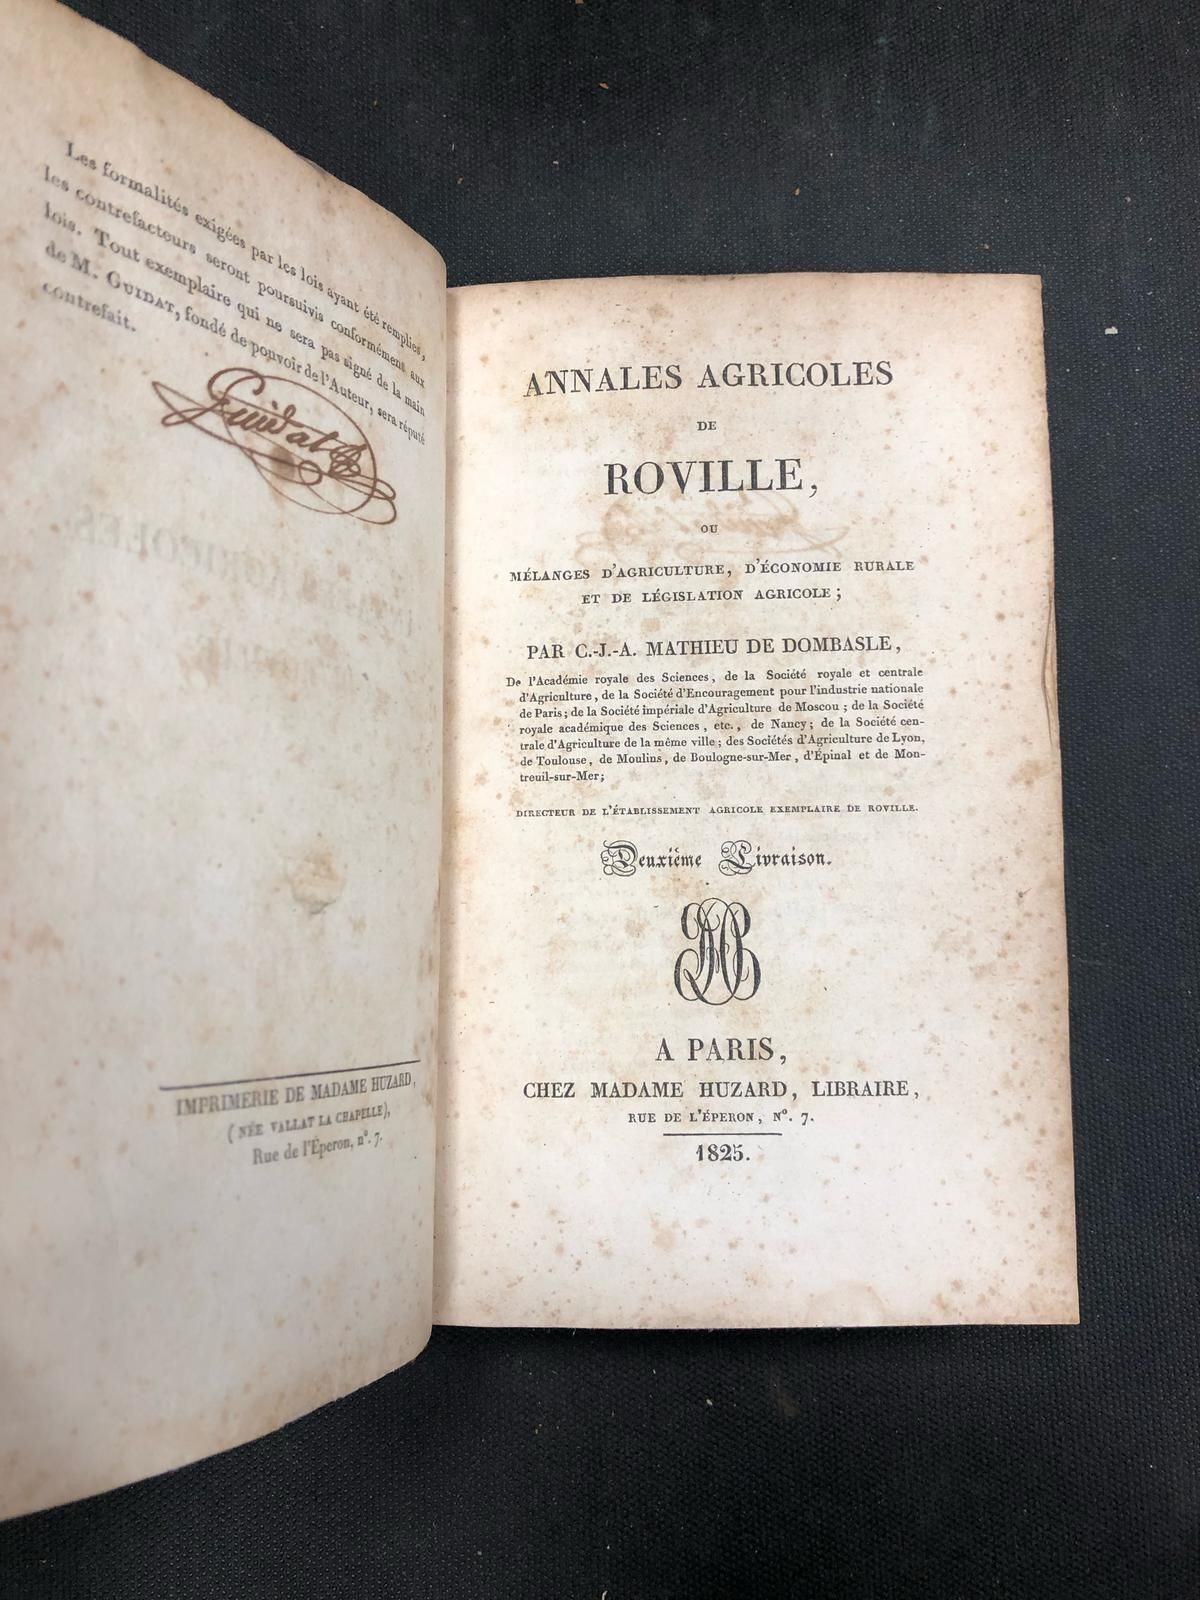 Les formalités exigées par les lois ayant été remplies,
les contrefacteurs seront poursuivis conformément aux
lois. Tout exemplaire qui ne sera pas signé de la main
de M. GUIDAT, fondé de pouvoir de l'Auteur, sera réputé
contrefait.
Guidat
IMPRIMERIE DE MADAME HUZARD,
(NÉE VALLAT LA CHAPELLE),
Rue de l'Éperon, n°. 7.
ANNALES AGRICOLES
DE
ROVILLE,
OU
MÉLANGES D'AGRICULTURE, D'ÉCONOMIE RURALE
ET DE LÉGISLATION AGRICOLE;
PAR C.-J.-A. MATHIEU DE DOMBASLE,
De l'Académie royale des Sciences, de la Société royale et centrale
d'Agriculture, de la Société d'Encouragement pour l'industrie nationale
de Paris; de la Société impériale d'Agriculture de Moscou; de la Société
royale académique des Sciences, etc., de Nancy; de la Société cen-
trale d'Agriculture de la même ville; des Sociétés d'Agriculture de Lyon,
de Toulouse, de Moulins, de Boulogne-sur-Mer, d'Épinal et de Mon-
treuil-sur-Mer;
DIRECTEUR DE L'ÉTABLISSEMENT AGRICOLE EXEMPLAIRE DE ROVILLE.
Deuxième Livraison.
A PARIS,
CHEZ MADAME HUZARD, LIBRAIRE,
RUE DE L'ÉPERON, N°. 7.
1825.